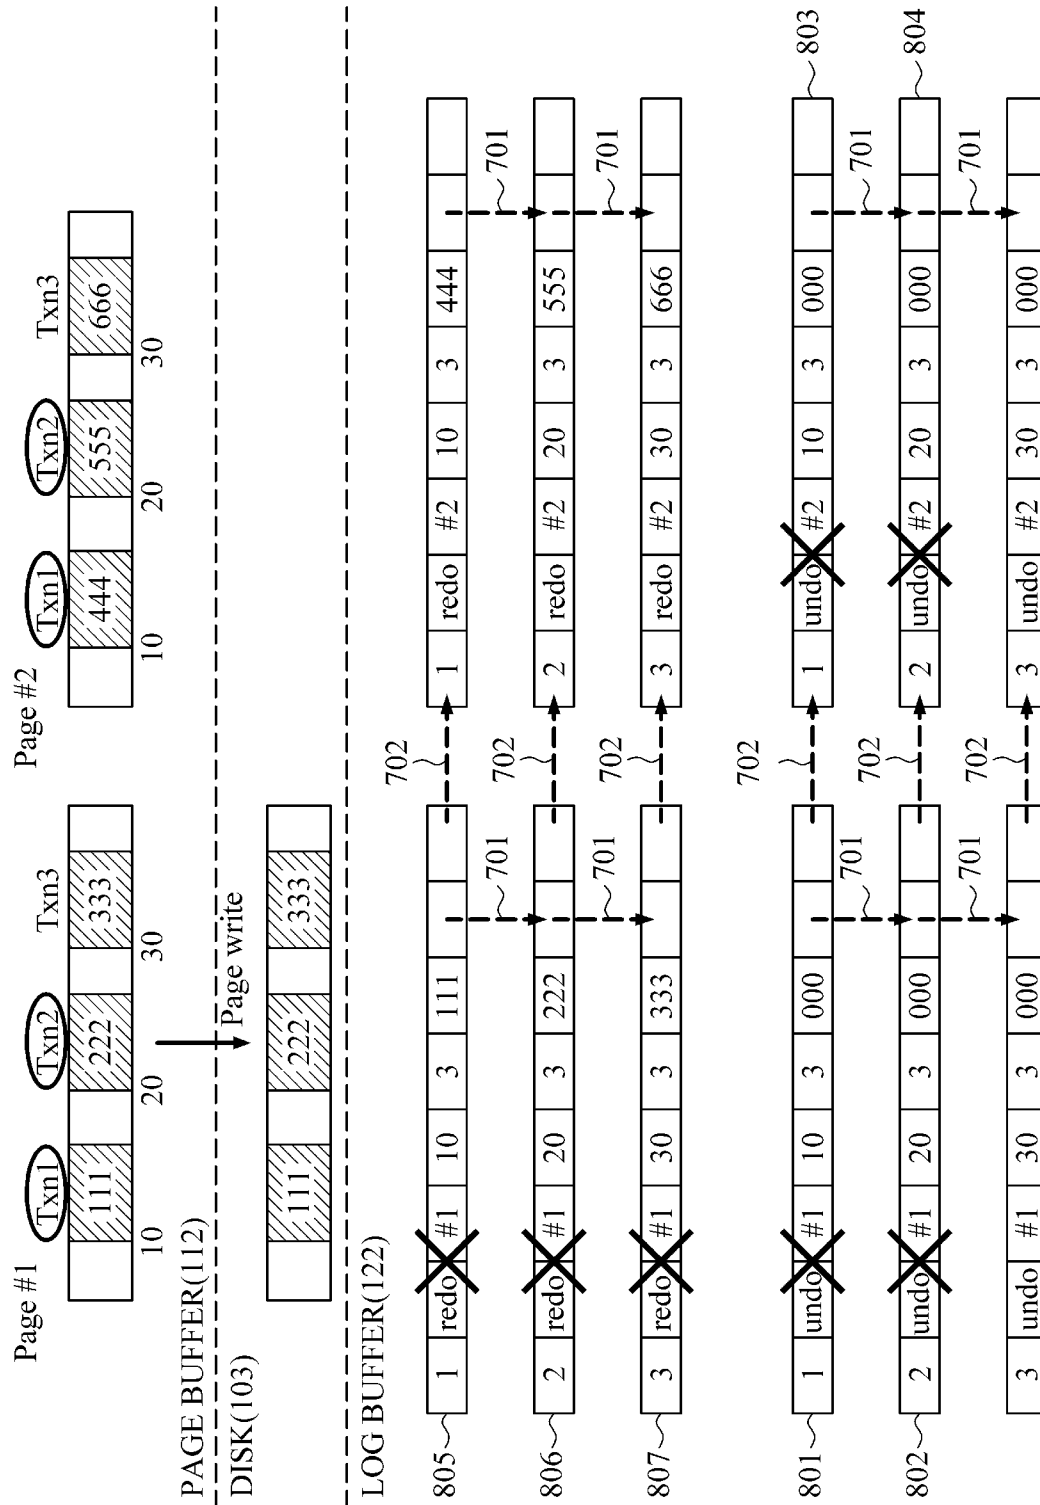 Page #1
Page #2
Txn1 Txn2 Txn3 Txn1 Txn2 Txn3
111 222 333 444 555 666
10 20 30 10 20 30
PAGE BUFFER(112)
Page write
DISK(103)
111 222 333
LOG BUFFER(122)
805 1 redo #1 10 3 111 702 1 redo #2 10 3 444
701 701
806 2 redo #1 20 3 222 702 2 redo #2 20 3 555
701 701
807 3 redo #1 30 3 333 702 3 redo #2 30 3 666
801 1 undo #1 10 3 000 702 1 undo #2 10 3 000 803
701 701
802 2 undo #1 20 3 000 702 2 undo #2 20 3 000 804
701 701
3 undo #1 30 3 000 702 3 undo #2 30 3 000